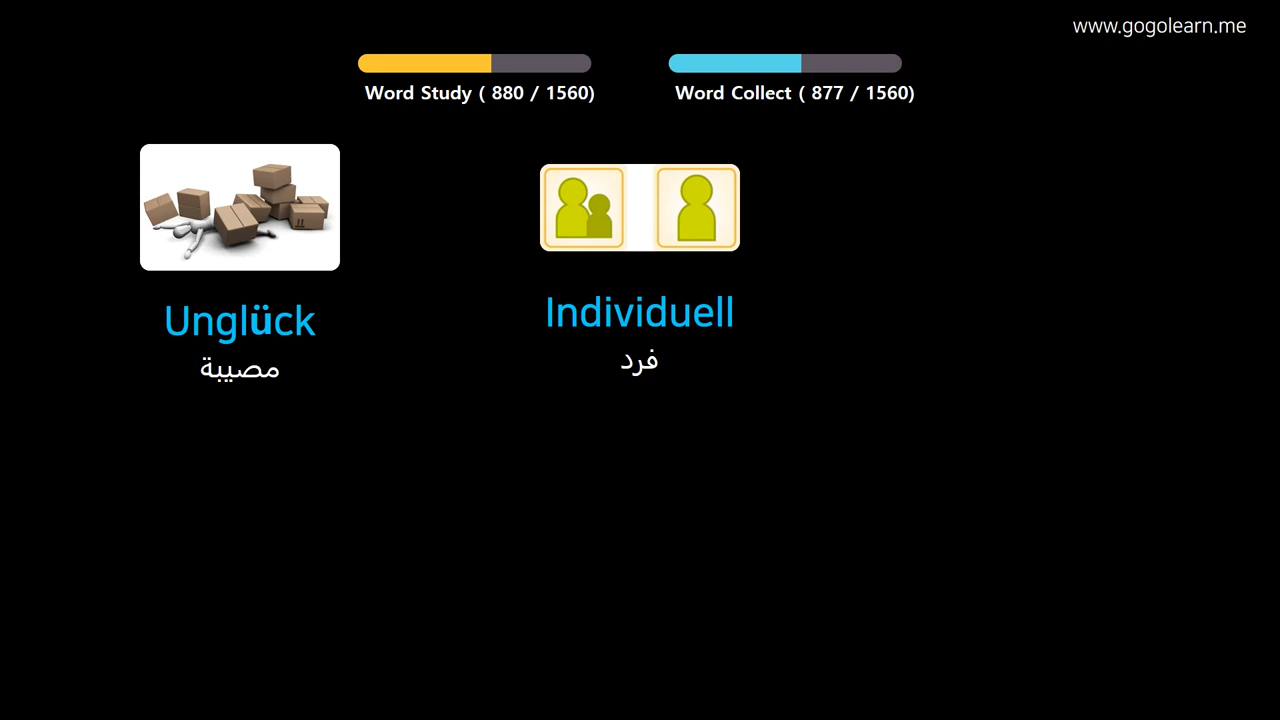 www.gogolearn.me
Word Study ( 880 / 1560)
Word Collect ( 877 / 1560)
Unglück
مصيبة
Individuell
فرد